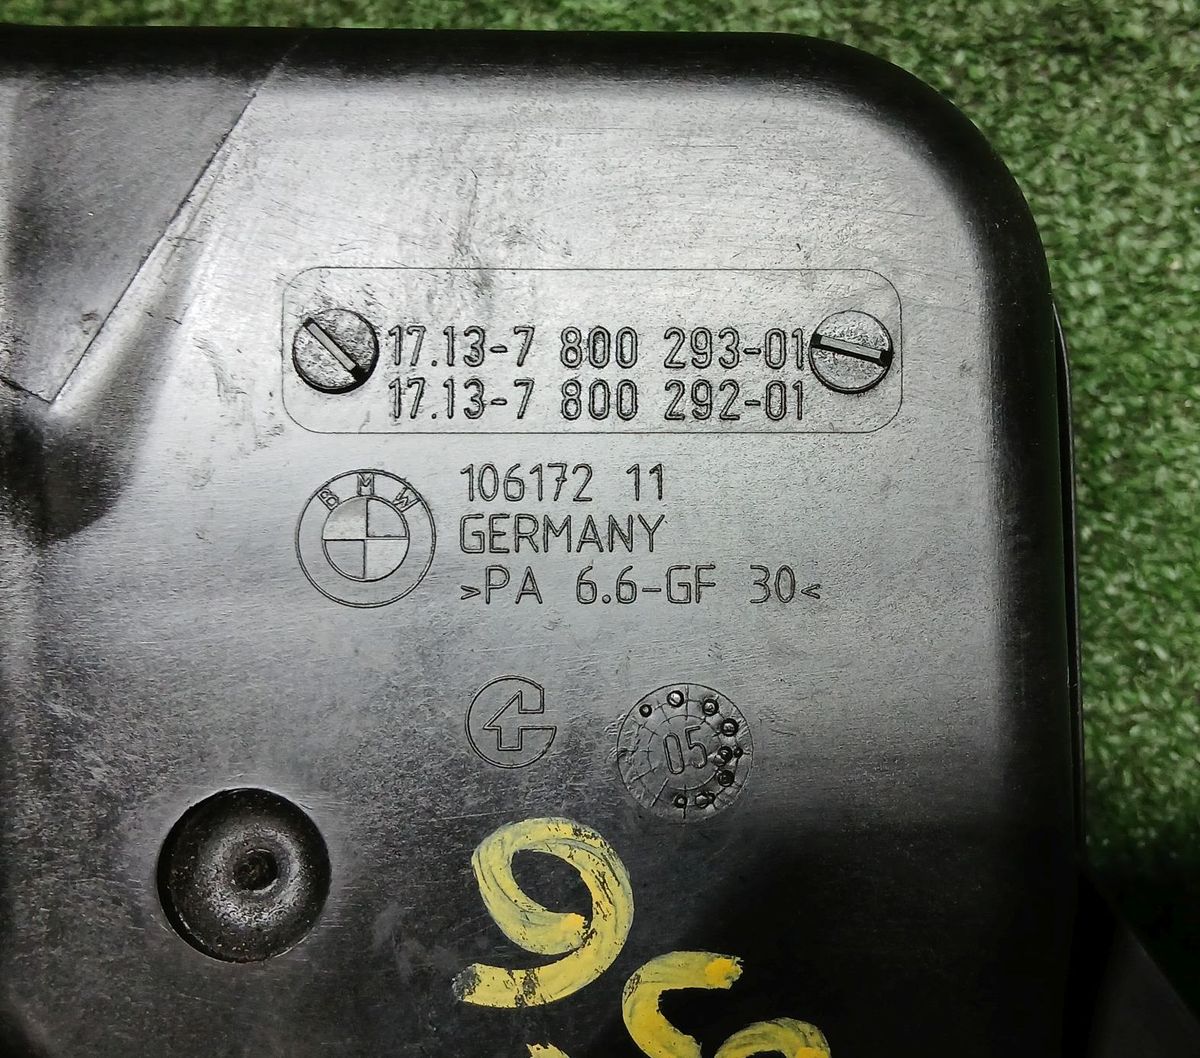 17.13-7 800 293-01
17.13-7 800 292-01
BMW
106172 11
GERMANY
>PA 6.6-GF 30<
05
9